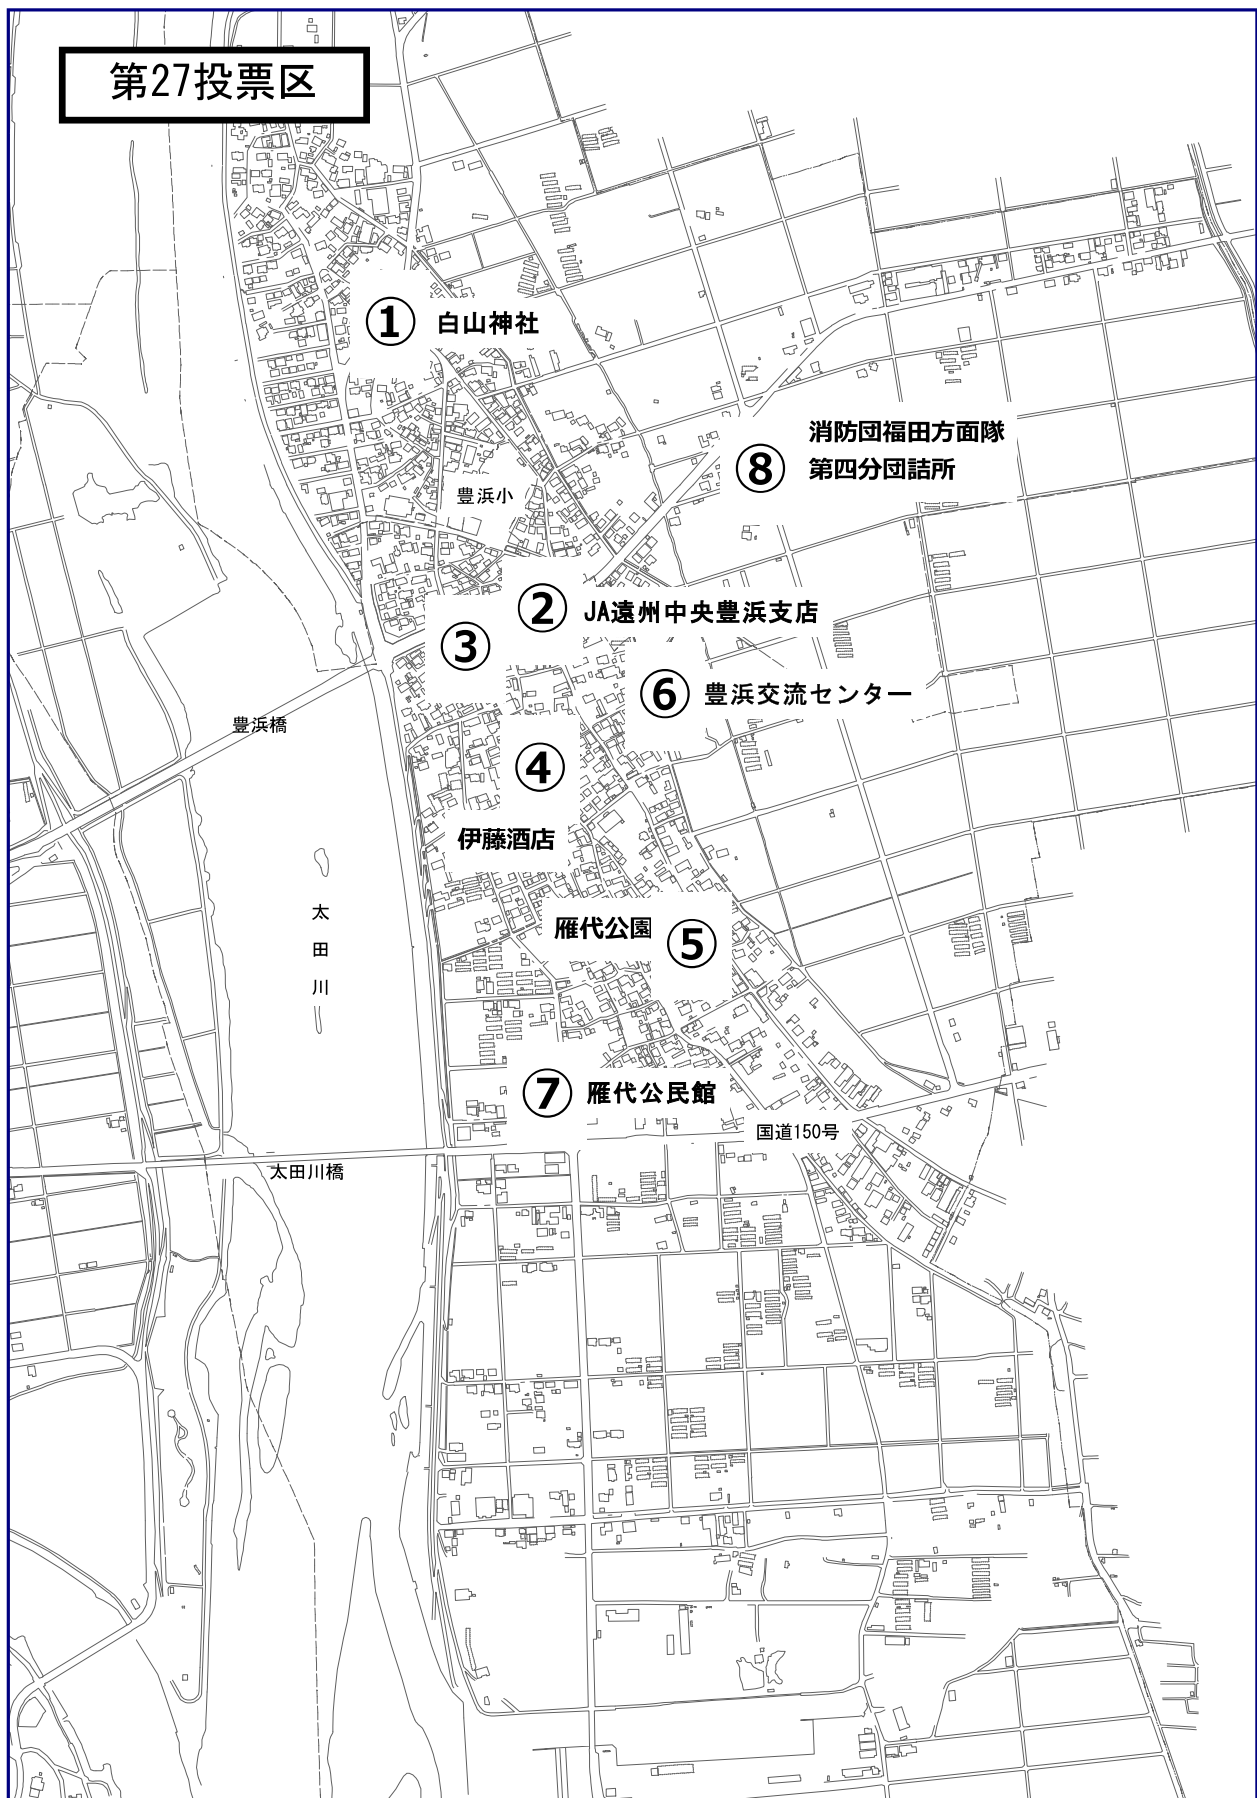 第27投票区
①　白山神社
消防団福田方面隊
⑧　第四分団詰所
豊浜小
②　JA遠州中央豊浜支店
③
⑥　豊浜交流センター
豊浜橋
④
伊藤酒店
太田川
雁代公園　⑤
⑦　雁代公民館
国道150号
太田川橋